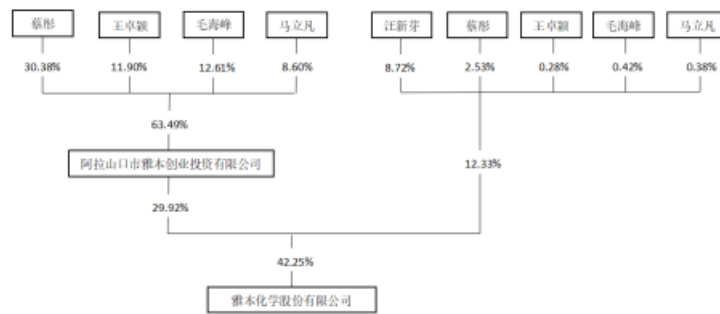 蔡彤 王卓颖 毛海峰 马立凡 汪新芽 蔡彤 王卓颖 毛海峰 马立凡
30.38% 11.90% 12.61% 8.60% 8.72% 2.53% 0.28% 0.42% 0.38%
63.49%
阿拉山口市雅本创业投资有限公司
12.33%
29.92%
42.25%
雅本化学股份有限公司